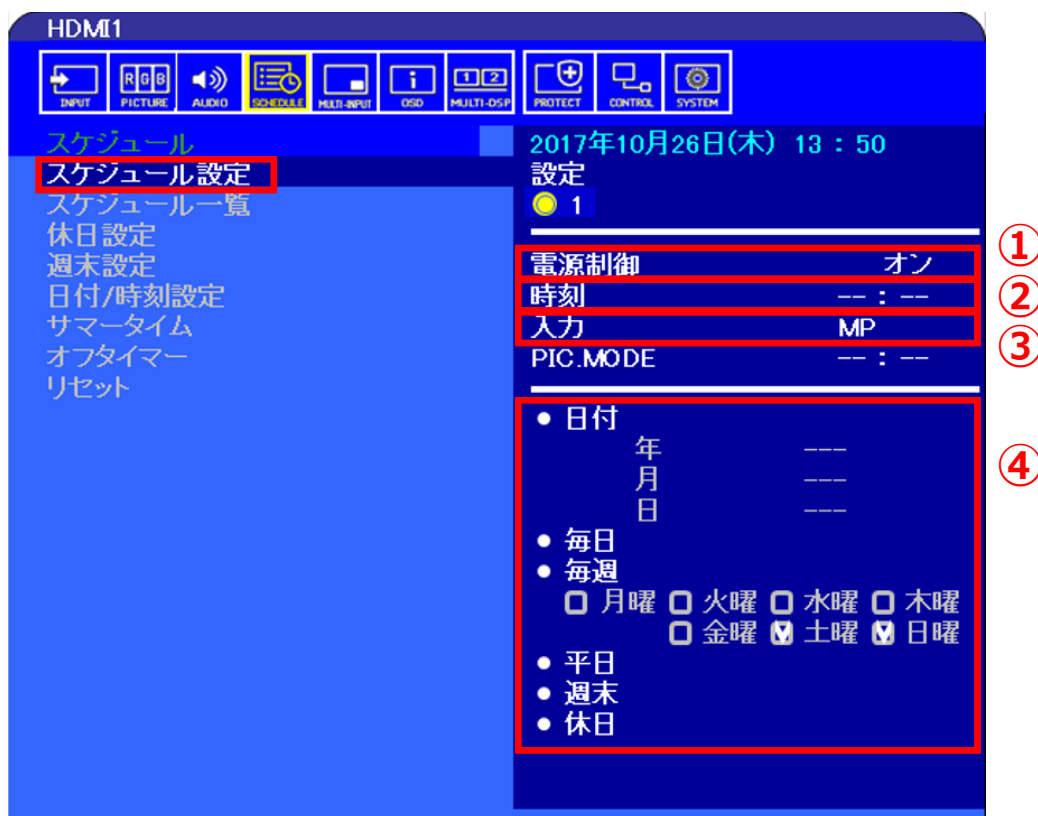 HDMI1
INPUT
RGB
PICTURE
AUDIO
SCHEDULE
MULTI-INPUT
i
OSD
1 2
MULTI-DSP
PROTECT
CONTROL
SYSTEM
スケジュール
スケジュール設定
スケジュール一覧
休日設定
週末設定
日付/時刻設定
サマータイム
オフタイマー
リセット
2017年10月26日(木) 13 : 50
設定
1
電源制御 オン ①
時刻 -- : -- ②
入力 MP ③
PIC.MODE -- : --
● 日付
年 ---
月 --- ④
日 ---
● 毎日
● 毎週
月曜 火曜 水曜 木曜
金曜 土曜 日曜
● 平日
● 週末
● 休日